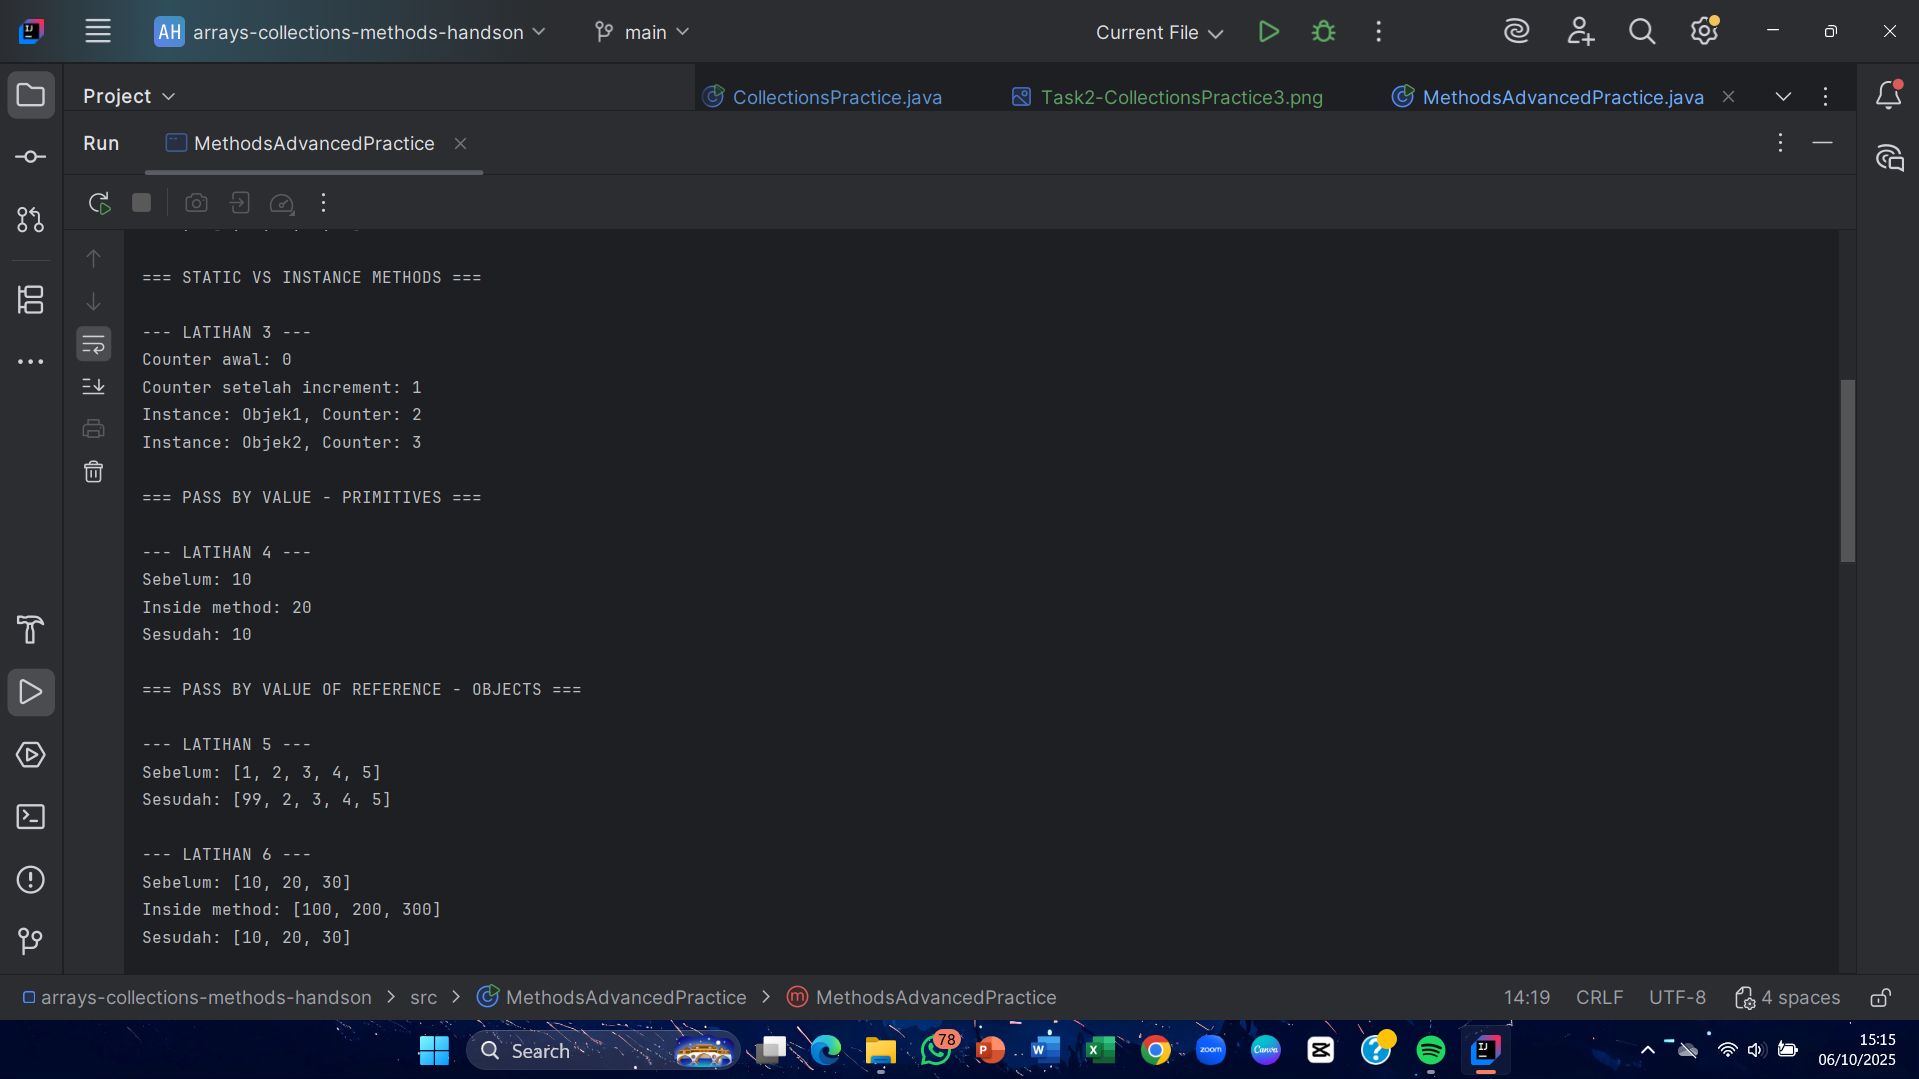 AH arrays-collections-methods-handson
main
Current File
Project
CollectionsPractice.java
Task2-CollectionsPractice3.png
MethodsAdvancedPractice.java
Run
MethodsAdvancedPractice
=== STATIC VS INSTANCE METHODS ===
--- LATIHAN 3 ---
Counter awal: 0
Counter setelah increment: 1
Instance: Objek1, Counter: 2
Instance: Objek2, Counter: 3
=== PASS BY VALUE - PRIMITIVES ===
--- LATIHAN 4 ---
Sebelum: 10
Inside method: 20
Sesudah: 10
=== PASS BY VALUE OF REFERENCE - OBJECTS ===
--- LATIHAN 5 ---
Sebelum: [1, 2, 3, 4, 5]
Sesudah: [99, 2, 3, 4, 5]
--- LATIHAN 6 ---
Sebelum: [10, 20, 30]
Inside method: [100, 200, 300]
Sesudah: [10, 20, 30]
arrays-collections-methods-handson > src > MethodsAdvancedPractice > m MethodsAdvancedPractice
14:19 CRLF UTF-8 4 spaces
Search
78
zoom
Canva
15:15
06/10/2025